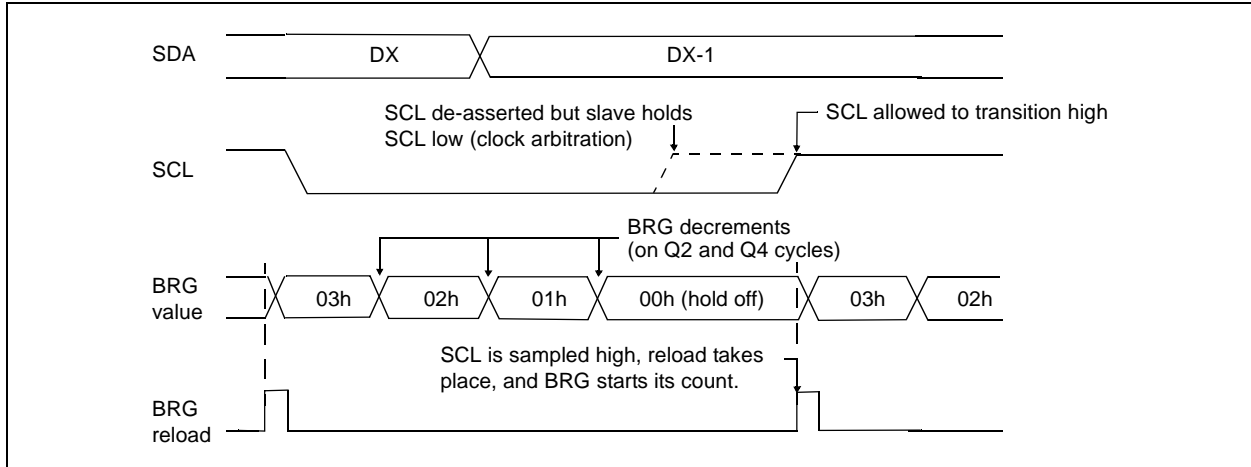 SDA
DX
DX-1
SCL de-asserted but slave holds
SCL low (clock arbitration)
SCL allowed to transition high
SCL
BRG decrements
(on Q2 and Q4 cycles)
BRG
value
03h
02h
01h
00h (hold off)
03h
02h
SCL is sampled high, reload takes
place, and BRG starts its count.
BRG
reload